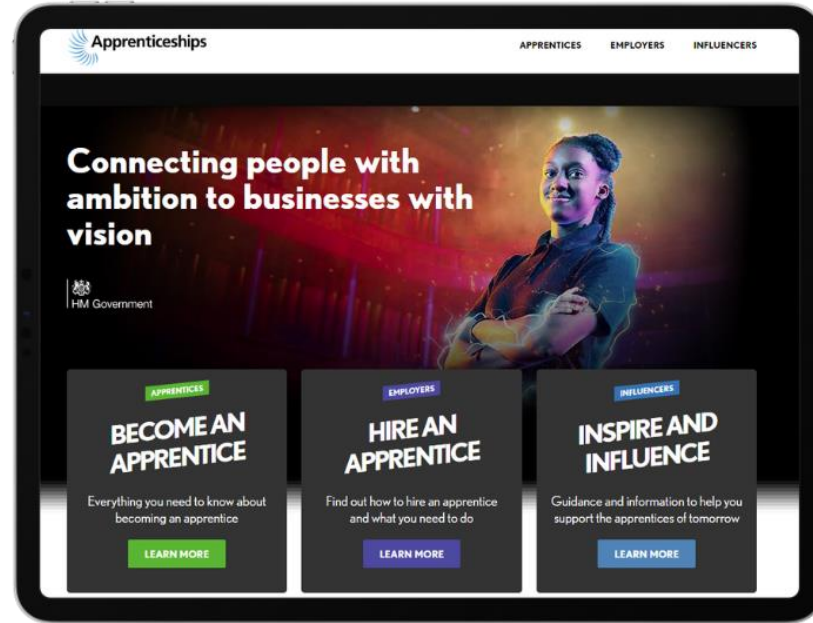 Apprenticeships
APPRENTICES EMPLOYERS INFLUENCERS
Connecting people with
ambition to businesses with
vision
HM Government
APPRENTICES
BECOME AN
APPRENTICE
Everything you need to know about
becoming an apprentice
LEARN MORE
EMPLOYERS
HIRE AN
APPRENTICE
Find out how to hire an apprentice
and what you need to do
LEARN MORE
INFLUENCERS
INSPIRE AND
INFLUENCE
Guidance and information to help you
support the apprentices of tomorrow
LEARN MORE